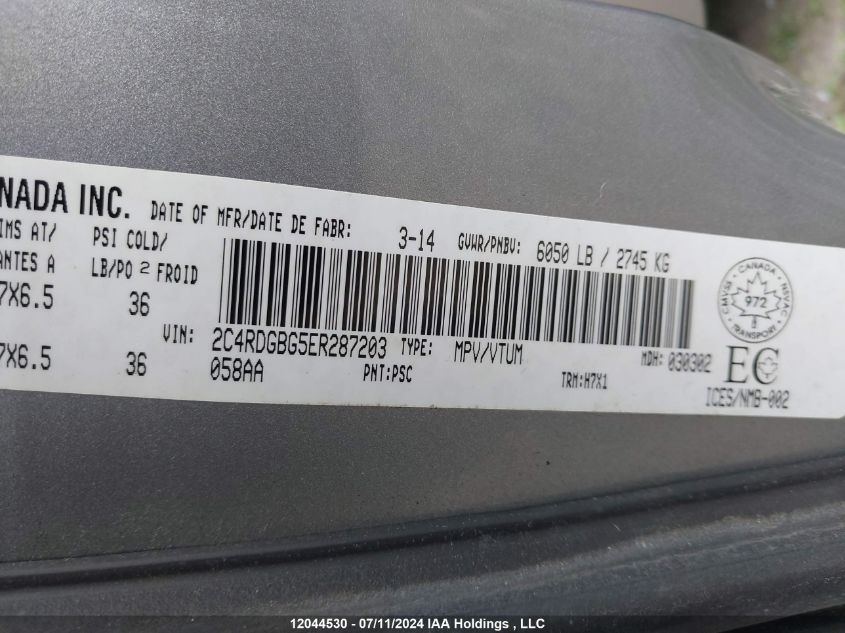 NADA INC. DATE OF MFR/DATE DE FABR: 3-14 GVWR/PNBV: 6050 LB / 2745 KG
IMS AT/ PSI COLD/
ANTES A LB/PO 2 FROID
7X6.5 36
VIN: 2C4RDGBG5ER287203 TYPE: MPV/VTUM MDH: 030302
7X6.5 36 058AA PNT:PSC TRM:H7X1
CANADA
CMVSS NSVAC
972
TRANSPORT
EC
ICES/NMB-002
12044530 - 07/11/2024 IAA Holdings , LLC